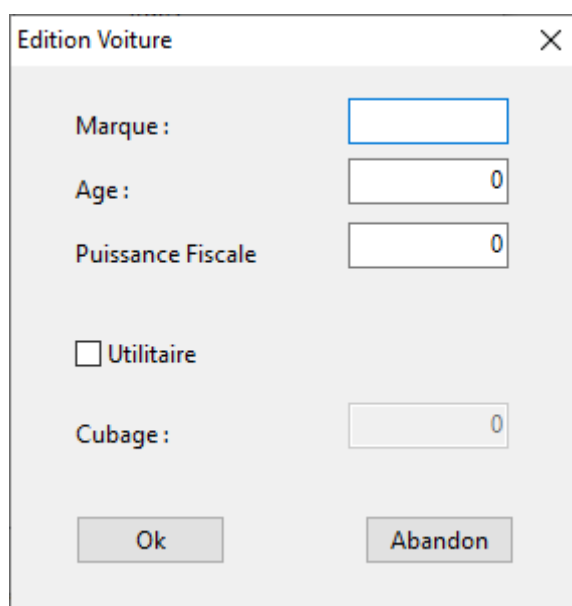 Edition Voiture
Marque :
Age : 0
Puissance Fiscale 0
Utilitaire
Cubage : 0
Ok Abandon